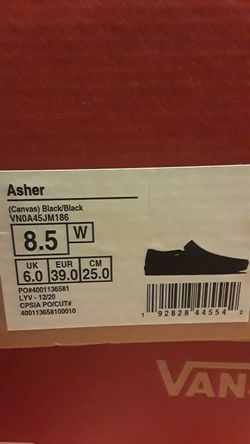 Asher
(Canvas) Black/Black
VN0A45JM186
8.5 W
UK EUR CM
6.0 39.0 25.0
PO#4001136581
LYV - 12/20
CPSIA PO/CUT#
400113658100010
1 92828 44554 2
VAN